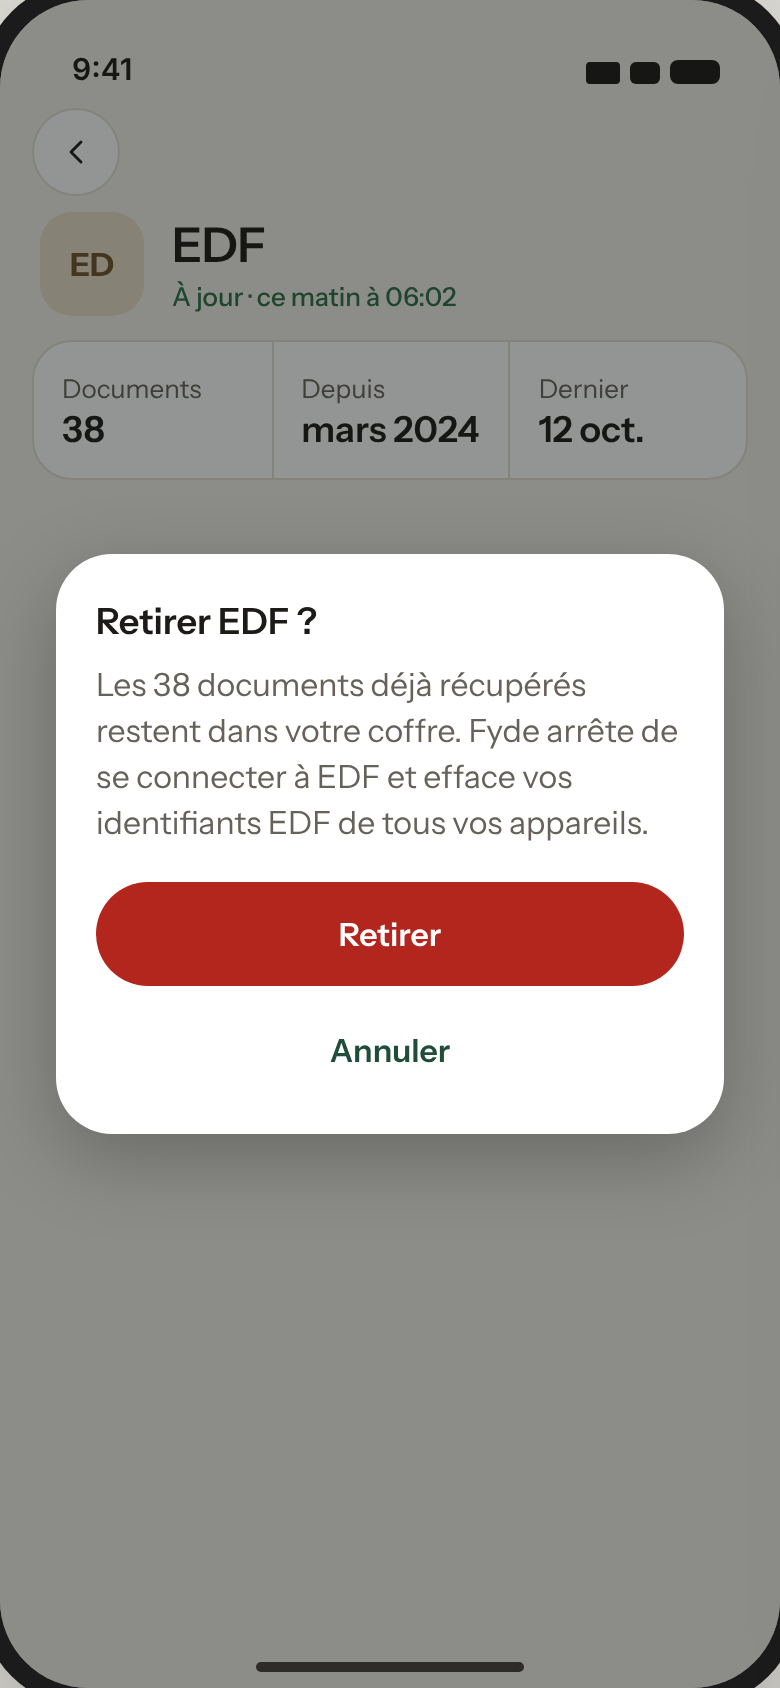 9:41
ED
EDF
À jour · ce matin à 06:02
Documents
38
Depuis
mars 2024
Dernier
12 oct.
Retirer EDF ?
Les 38 documents déjà récupérés
restent dans votre coffre. Fyde arrête de
se connecter à EDF et efface vos
identifiants EDF de tous vos appareils.
Retirer
Annuler